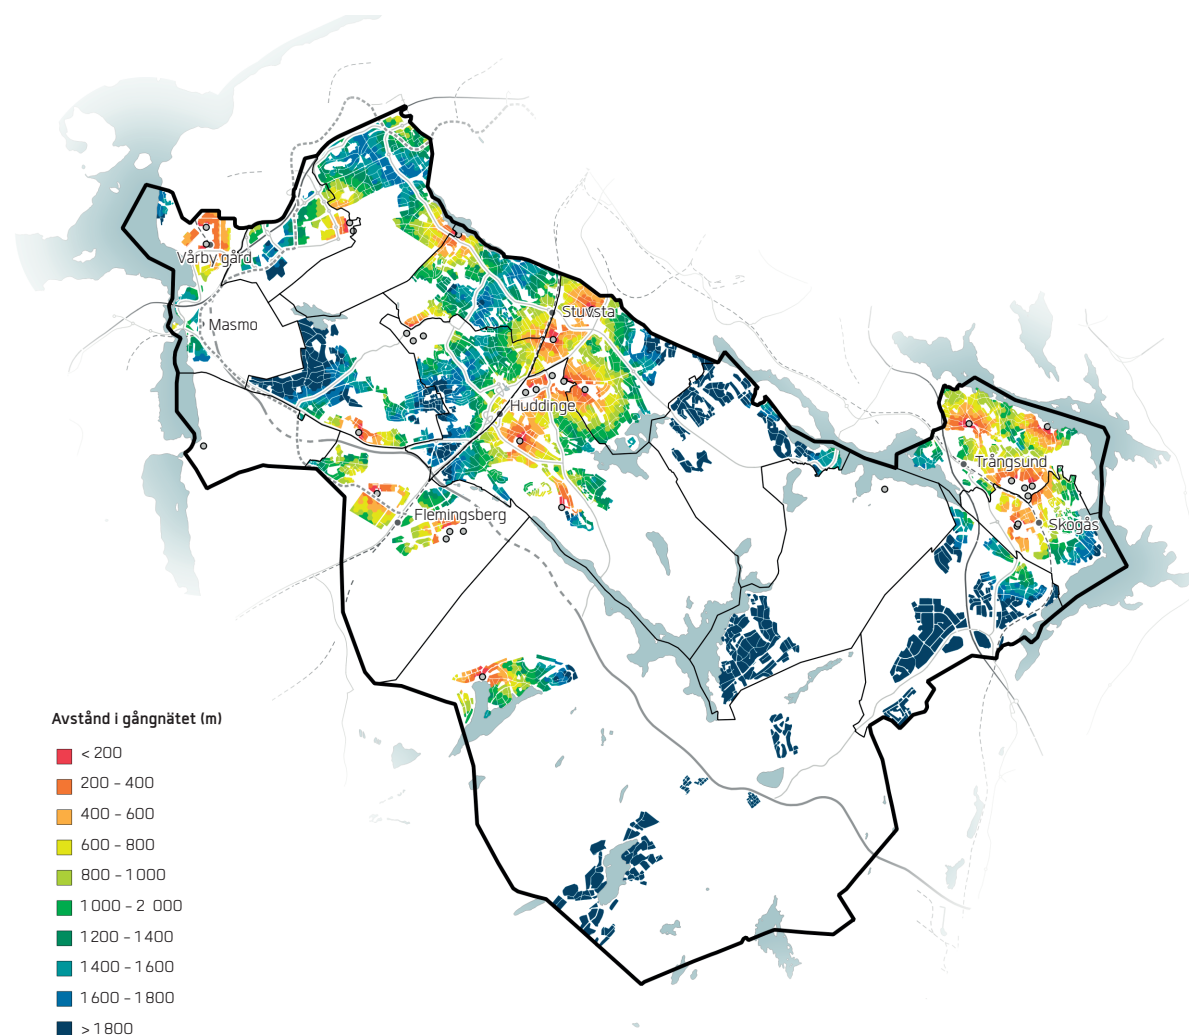 Stuvsta
Vårby gård
Masmo
Huddinge
Trångsund
Flemingsberg
Skogås
Avstånd i gångnätet (m)
< 200
200 - 400
400 - 600
600 - 800
800 - 1000
1000 - 2 000
1200 - 1400
1400 - 1600
1600 - 1800
> 1800